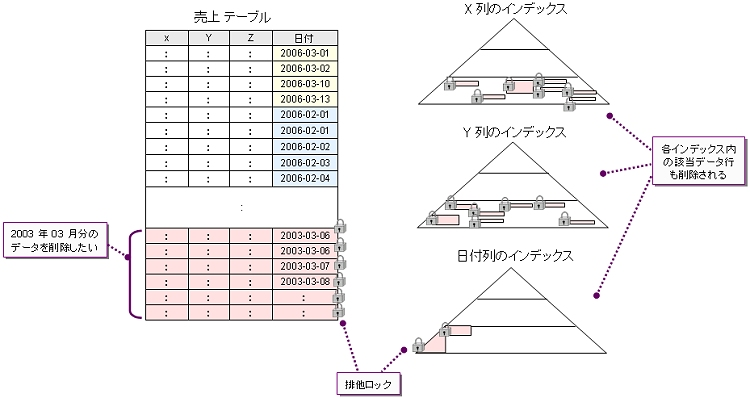 売上 テーブル
X Y Z 日付
: : : 2006-03-01
: : : 2006-03-02
: : : 2006-03-10
: : : 2006-03-13
: : : 2006-02-01
: : : 2006-02-01
: : : 2006-02-02
: : : 2006-02-03
: : : 2006-02-04
:
: : : 2003-03-06
: : : 2003-03-06
: : : 2003-03-07
: : : 2003-03-08
: : : :
: : : :
2003 年 03 月分の
データを削除したい
X 列のインデックス
Y 列のインデックス
日付列のインデックス
各インデックス内
の該当データ行
も削除される
排他ロック